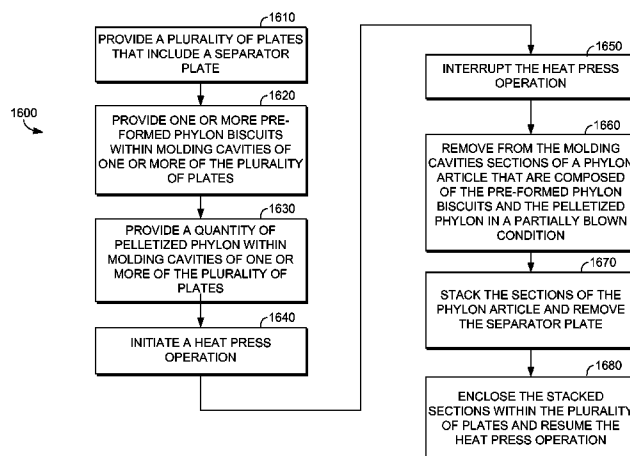 1600
1610
PROVIDE A PLURALITY OF PLATES
THAT INCLUDE A SEPARATOR
PLATE
1620
PROVIDE ONE OR MORE PRE-
FORMED PHYLON BISCUITS
WITHIN MOLDING CAVITIES OF
ONE OR MORE OF THE PLURALITY
OF PLATES
1630
PROVIDE A QUANTITY OF
PELLETIZED PHYLON WITHIN
MOLDING CAVITIES OF ONE OR
MORE OF THE PLURALITY OF
PLATES
1640
INITIATE A HEAT PRESS
OPERATION
1650
INTERRUPT THE HEAT PRESS
OPERATION
1660
REMOVE FROM THE MOLDING
CAVITIES SECTIONS OF A PHYLON
ARTICLE THAT ARE COMPOSED
OF THE PRE-FORMED PHYLON
BISCUITS AND THE PELLETIZED
PHYLON IN A PARTIALLY BLOWN
CONDITION
1670
STACK THE SECTIONS OF THE
PHYLON ARTICLE AND REMOVE
THE SEPARATOR PLATE
1680
ENCLOSE THE STACKED
SECTIONS WITHIN THE PLURALITY
OF PLATES AND RESUME THE
HEAT PRESS OPERATION